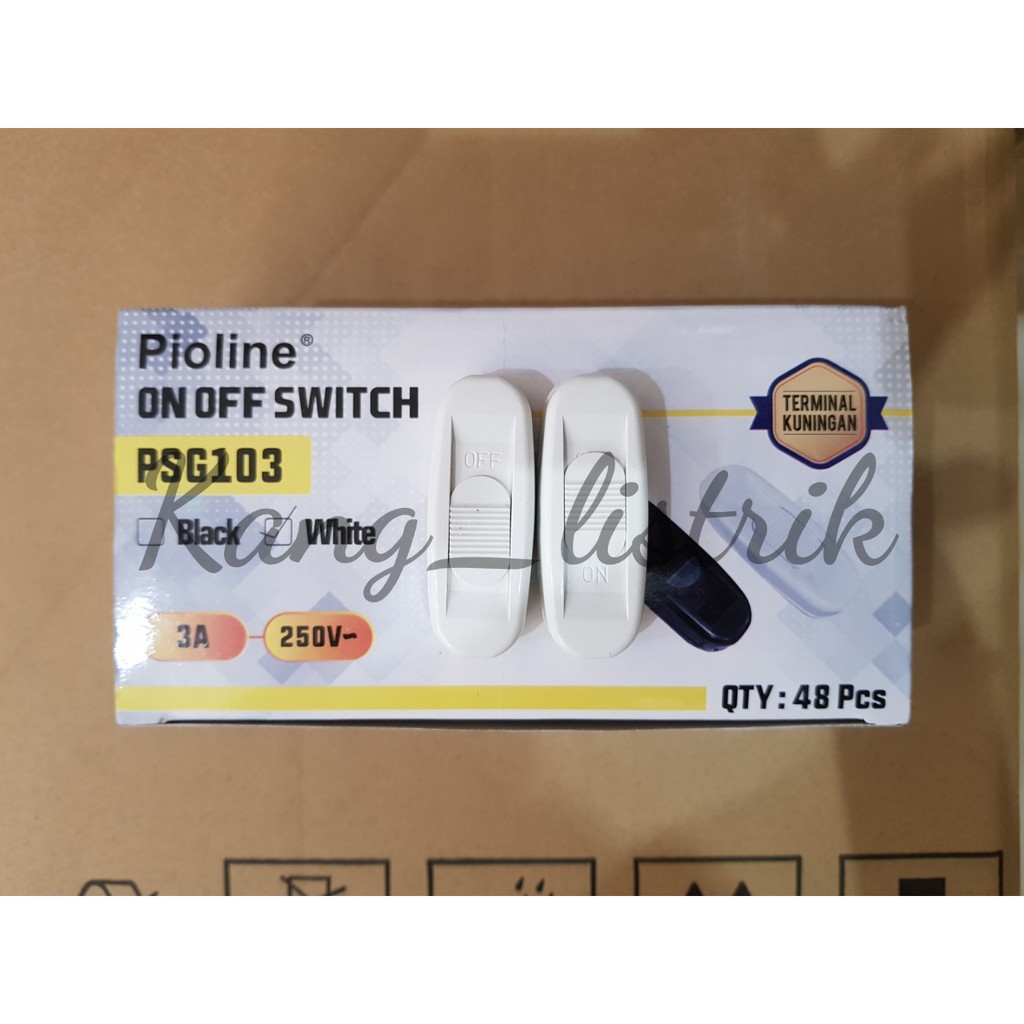 Pioline®
ON OFF SWITCH
PSG103
Black White
3A 250V~
OFF
ON
TERMINAL
KUNINGAN
QTY : 48 Pcs
Kang_listrik